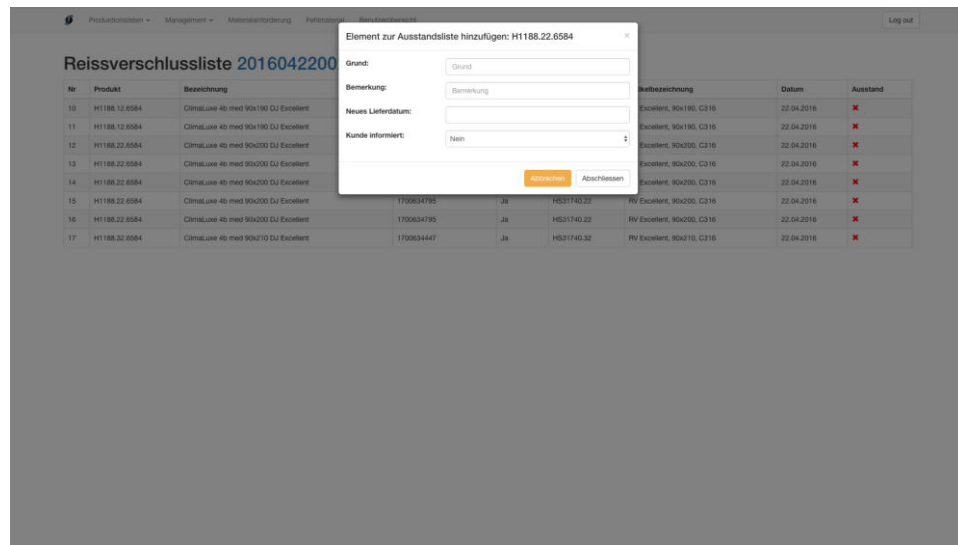 Produktionslisten Management Materialanforderung Fehlmaterial Benutzerübersicht Log out
Element zur Ausstandsliste hinzufügen: H1188.22.6584 ×
Grund: Grund
Bemerkung: Bemerkung
Neues Lieferdatum:
Kunde informiert: Nein
Abbrechen Abschliessen
Reissverschlussliste 2016042200
Nr Produkt Bezeichnung Datum Ausstand
10 H1188.12.6584 ClimaLuxe 4b med 90x190 DJ Excellent Excellent, 90x190, C316 22.04.2016
11 H1188.12.6584 ClimaLuxe 4b med 90x190 DJ Excellent Excellent, 90x190, C316 22.04.2016
12 H1188.22.6584 ClimaLuxe 4b med 90x200 DJ Excellent Excellent, 90x200, C316 22.04.2016
13 H1188.22.6584 ClimaLuxe 4b med 90x200 DJ Excellent Excellent, 90x200, C316 22.04.2016
14 H1188.22.6584 ClimaLuxe 4b med 90x200 DJ Excellent Excellent, 90x200, C316 22.04.2016
15 H1188.22.6584 ClimaLuxe 4b med 90x200 DJ Excellent 1700634795 Ja H531740.22 RV Excellent, 90x200, C316 22.04.2016
16 H1188.22.6584 ClimaLuxe 4b med 90x200 DJ Excellent 1700634795 Ja H531740.22 RV Excellent, 90x200, C316 22.04.2016
17 H1188.32.6584 ClimaLuxe 4b med 90x210 DJ Excellent 1700634447 Ja H531740.32 RV Excellent, 90x210, C316 22.04.2016